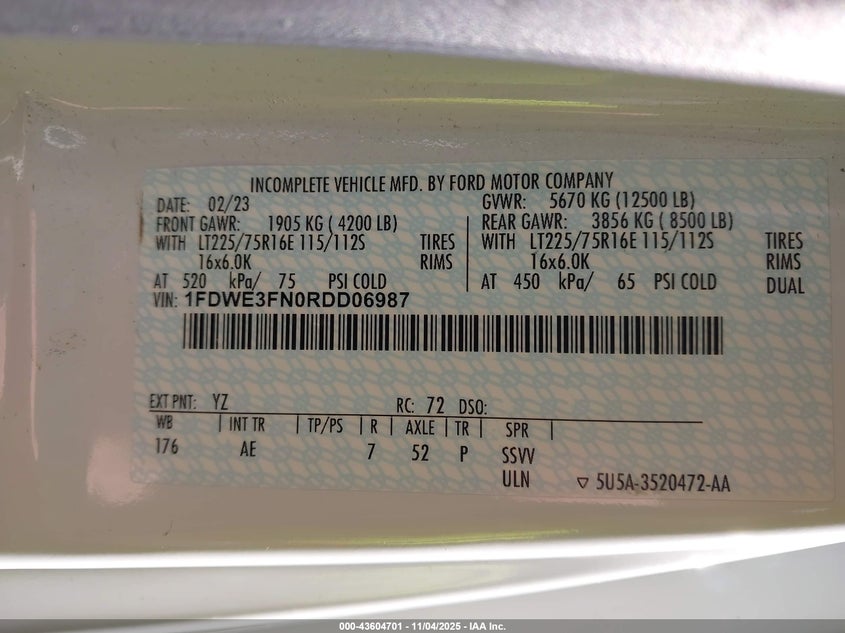 INCOMPLETE VEHICLE MFD. BY FORD MOTOR COMPANY
DATE: 02/23 GVWR: 5670 KG (12500 LB)
FRONT GAWR: 1905 KG ( 4200 LB) REAR GAWR: 3856 KG ( 8500 LB)
WITH LT225/75R16E 115/112S TIRES WITH LT225/75R16E 115/112S TIRES
16x6.0K RIMS 16x6.0K RIMS
AT 520 kPa/ 75 PSI COLD AT 450 kPa/ 65 PSI COLD DUAL
VIN: 1FDWE3FN0RDD06987
EXT PNT: YZ RC: 72 DSO:
WB | INT TR | TP/PS | R | AXLE | TR | SPR |
176 AE 7 52 P SSVV
ULN ▽ 5U5A-3520472-AA
000-43604701 - 11/04/2025 - IAA Inc.